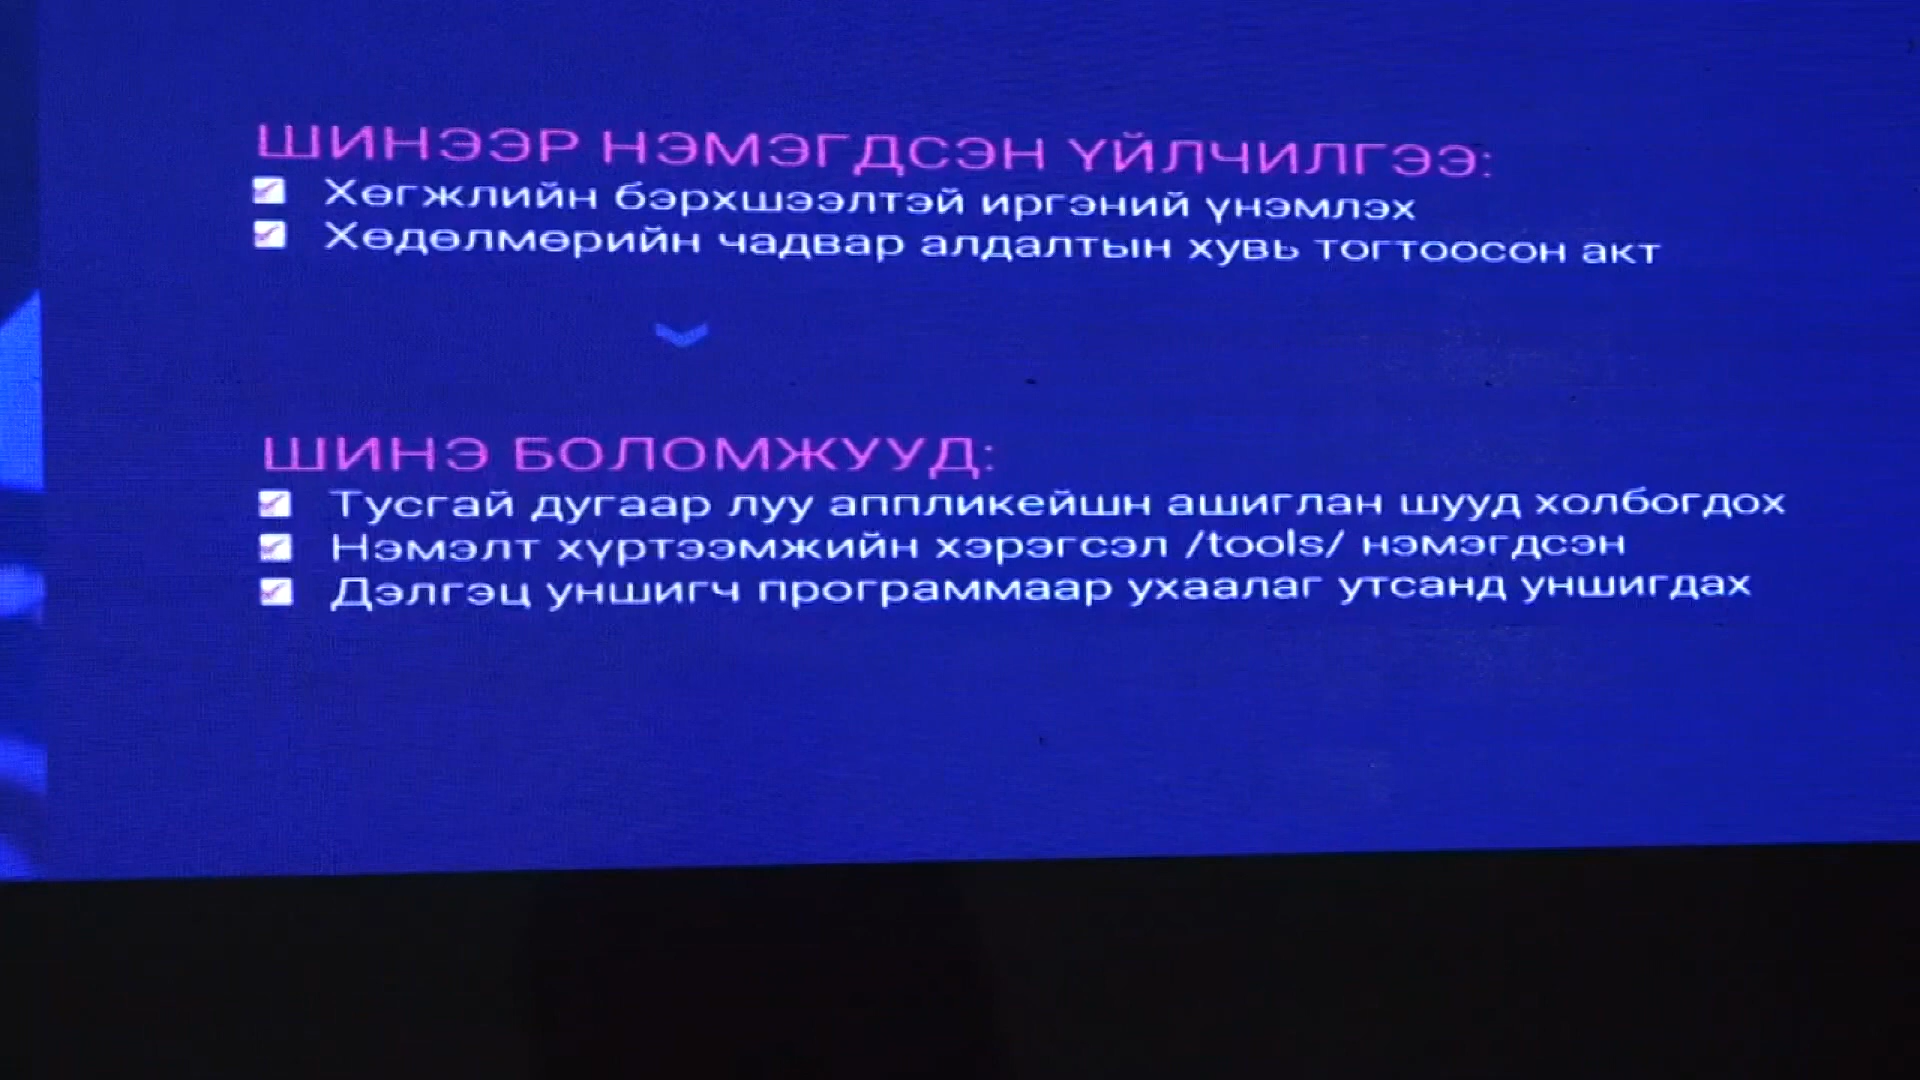 ШИНЭЭР НЭМЭГДСЭН ҮЙЛЧИЛГЭЭ:
Хөгжлийн бэрхшээлтэй иргэний үнэмлэх
Хөдөлмөрийн чадвар алдалтын хувь тогтоосон акт
ШИНЭ БОЛОМЖУУД:
Тусгай дугаар луу аппликейшн ашиглан шууд холбогдох
Нэмэлт хүртээмжийн хэрэгсэл /tools/ нэмэгдсэн
Дэлгэц уншигч программаар ухаалаг утсанд уншигдах